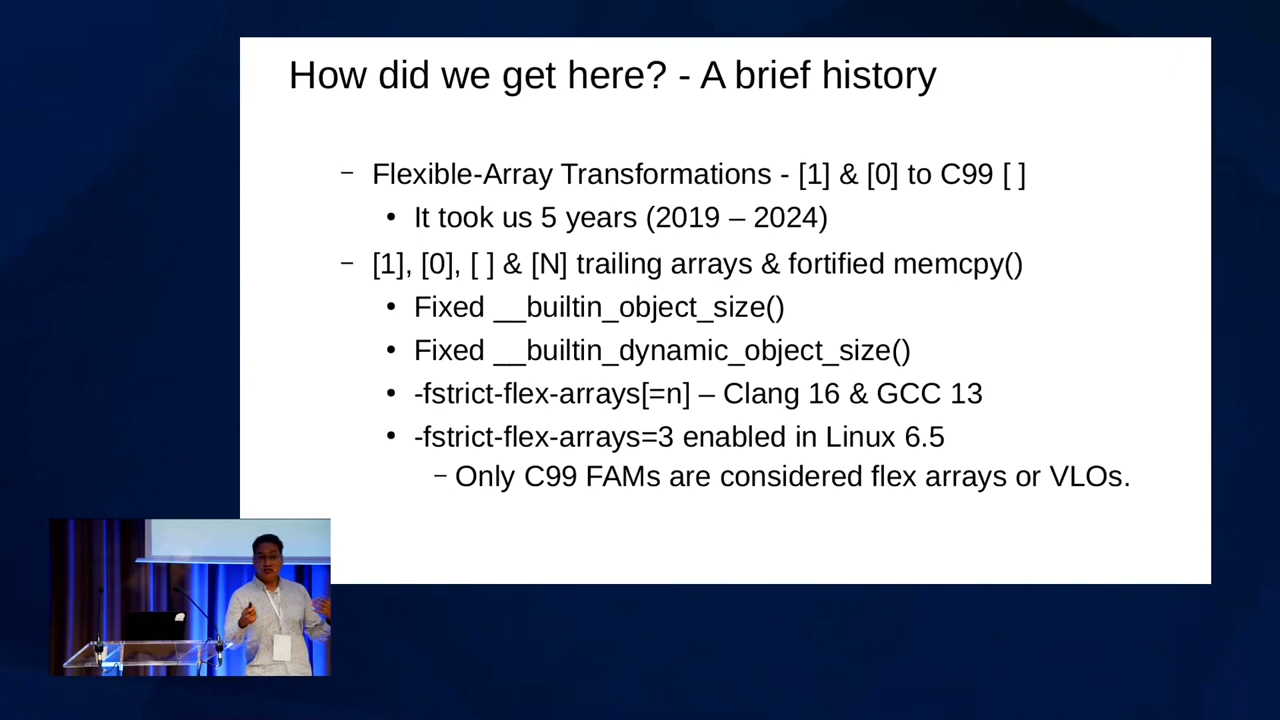 How did we get here? - A brief history
– Flexible-Array Transformations - [1] & [0] to C99 [ ]
• It took us 5 years (2019 – 2024)
– [1], [0], [ ] & [N] trailing arrays & fortified memcpy()
• Fixed __builtin_object_size()
• Fixed __builtin_dynamic_object_size()
• -fstrict-flex-arrays[=n] – Clang 16 & GCC 13
• -fstrict-flex-arrays=3 enabled in Linux 6.5
– Only C99 FAMs are considered flex arrays or VLOs.